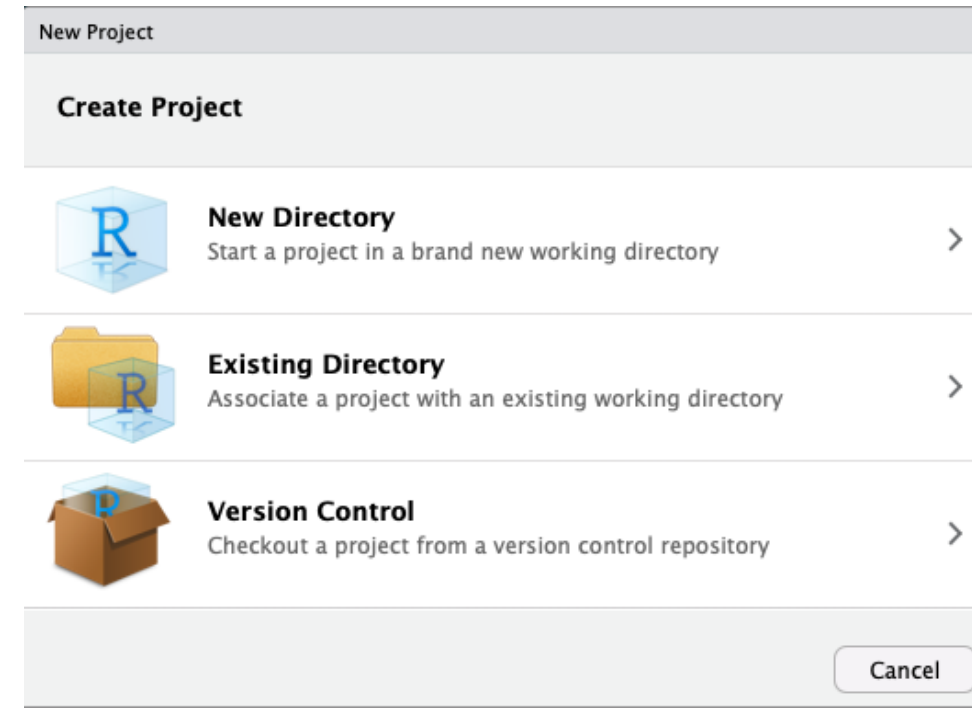 New Project
Create Project
R
New Directory
Start a project in a brand new working directory
R
Existing Directory
Associate a project with an existing working directory
R
Version Control
Checkout a project from a version control repository
Cancel